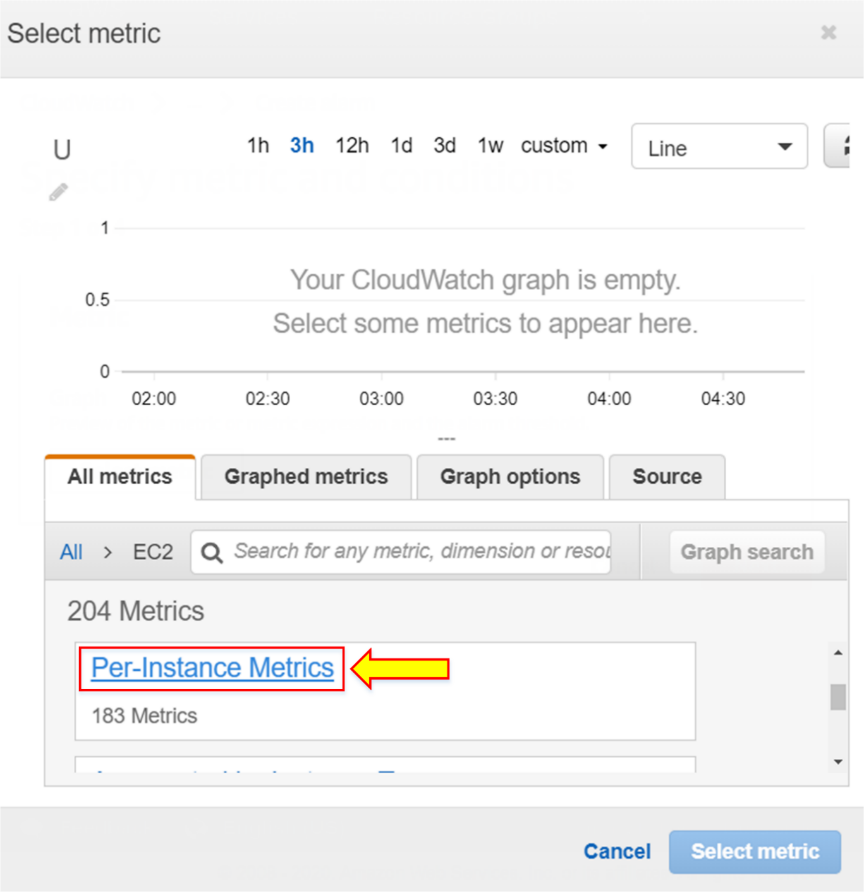 Select metric
U
1h 3h 12h 1d 3d 1w custom
Line
1
Your CloudWatch graph is empty.
0.5
Select some metrics to appear here.
0
02:00 02:30 03:00 03:30 04:00 04:30
All metrics Graphed metrics Graph options Source
All > EC2 Search for any metric, dimension or Graph search
204 Metrics
Per-Instance Metrics
183 Metrics
Cancel Select metric